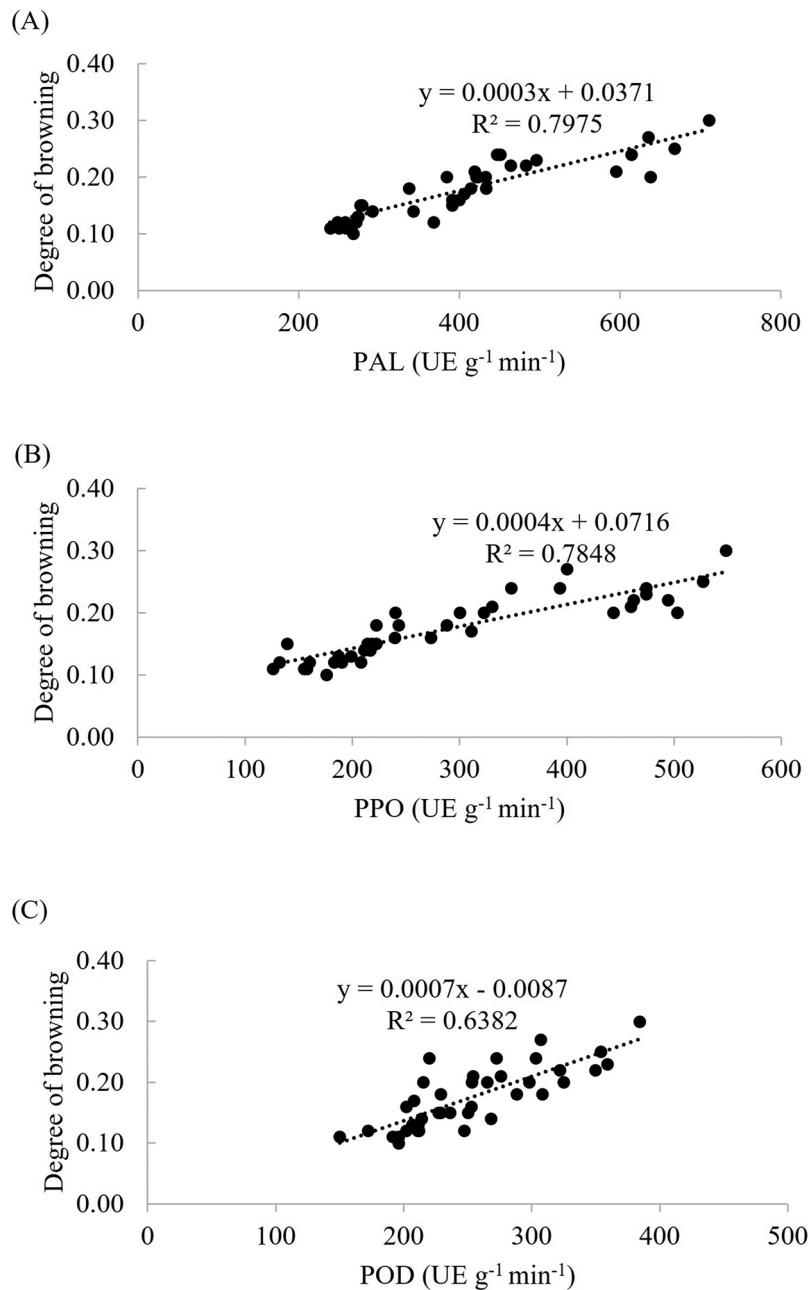 (A)
Degree of browning
0.40
0.30
0.20
0.10
0.00
y = 0.0003x + 0.0371
R² = 0.7975
0 200 400 600 800
PAL (UE g⁻¹ min⁻¹)
(B)
Degree of browning
0.40
0.30
0.20
0.10
0.00
y = 0.0004x + 0.0716
R² = 0.7848
0 100 200 300 400 500 600
PPO (UE g⁻¹ min⁻¹)
(C)
Degree of browning
0.40
0.30
0.20
0.10
0.00
y = 0.0007x - 0.0087
R² = 0.6382
0 100 200 300 400 500
POD (UE g⁻¹ min⁻¹)